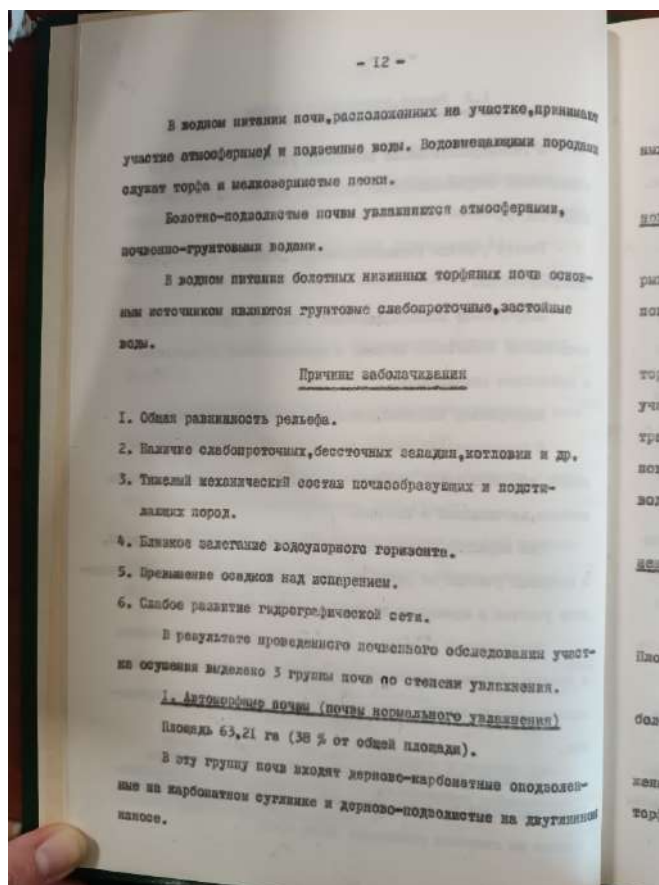 - 12 -
В водном питании почв,расположенных на участке,принимают
участие атмосферные и подземные воды. Водовмещающими породами
служат торфа и мелкозернистые пески.
Болотно-подволистые почвы увлажняются атмосферными,
почвенно-грунтовыми водами.
В водном питании болотных низинных торфяных почв основ-
ным источником являются грунтовые слабопроточные,застойные
воды.
Причины заболачивания
1. Общая равнинность рельефа.
2. Наличие слабопроточных,бессточных западин,котловин и др.
3. Тяжелый механический состав почвообразующих и подсти-
лающих пород.
4. Близкое залегание водоупорного горизонта.
5. Превышение осадков над испарением.
6. Слабое развитие гидрографической сети.
В результате проведенного почвенного обследования участ-
ка осушения выделено 3 группы почв по степени увлажнения.
1. Автоморфные почвы (почвы нормального увлажнения)
Площадь 63,21 га (38 % от общей площади).
В эту группу почв входят дерново-карбонатные оподзолен-
ные на карбонатном суглинке и дерново-подзолистые на двучленном
наносе.